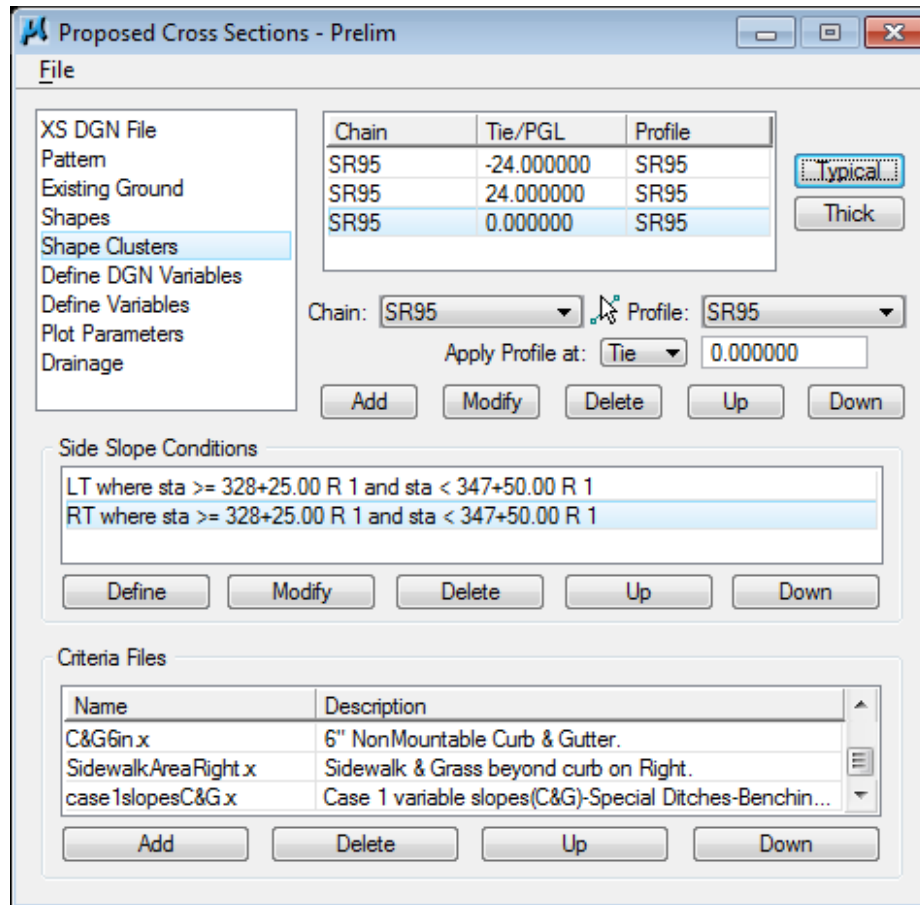 Proposed Cross Sections - Prelim
File
XS DGN File
Pattern
Existing Ground
Shapes
Shape Clusters
Define DGN Variables
Define Variables
Plot Parameters
Drainage
Chain Tie/PGL Profile
SR95 -24.000000 SR95
SR95 24.000000 SR95
SR95 0.000000 SR95
Typical
Thick
Chain: SR95 Profile: SR95
Apply Profile at: Tie 0.000000
Add Modify Delete Up Down
Side Slope Conditions
LT where sta >= 328+25.00 R 1 and sta < 347+50.00 R 1
RT where sta >= 328+25.00 R 1 and sta < 347+50.00 R 1
Define Modify Delete Up Down
Criteria Files
Name Description
C&G6in.x 6" NonMountable Curb & Gutter.
SidewalkAreaRight.x Sidewalk & Grass beyond curb on Right.
case1slopesC&G.x Case 1 variable slopes(C&G)-Special Ditches-Benchin...
Add Delete Up Down